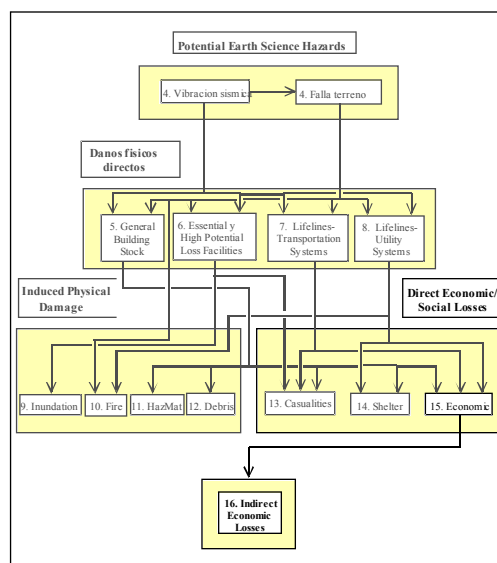 Potential Earth Science Hazards
4. Vibracion sismica
4. Falla terreno
Danos fisicos
directos
5. General
Building
Stock
6. Essential y
High Potential
Loss Facilities
7. Lifelines-
Transportation
Systems
8. Lifelines-
Utility
Systems
Induced Physical
Damage
Direct Economic/
Social Losses
9. Inundation
10. Fire
11. HazMat
12. Debris
13. Casualities
14. Shelter
15. Economic
16. Indirect
Economic
Losses